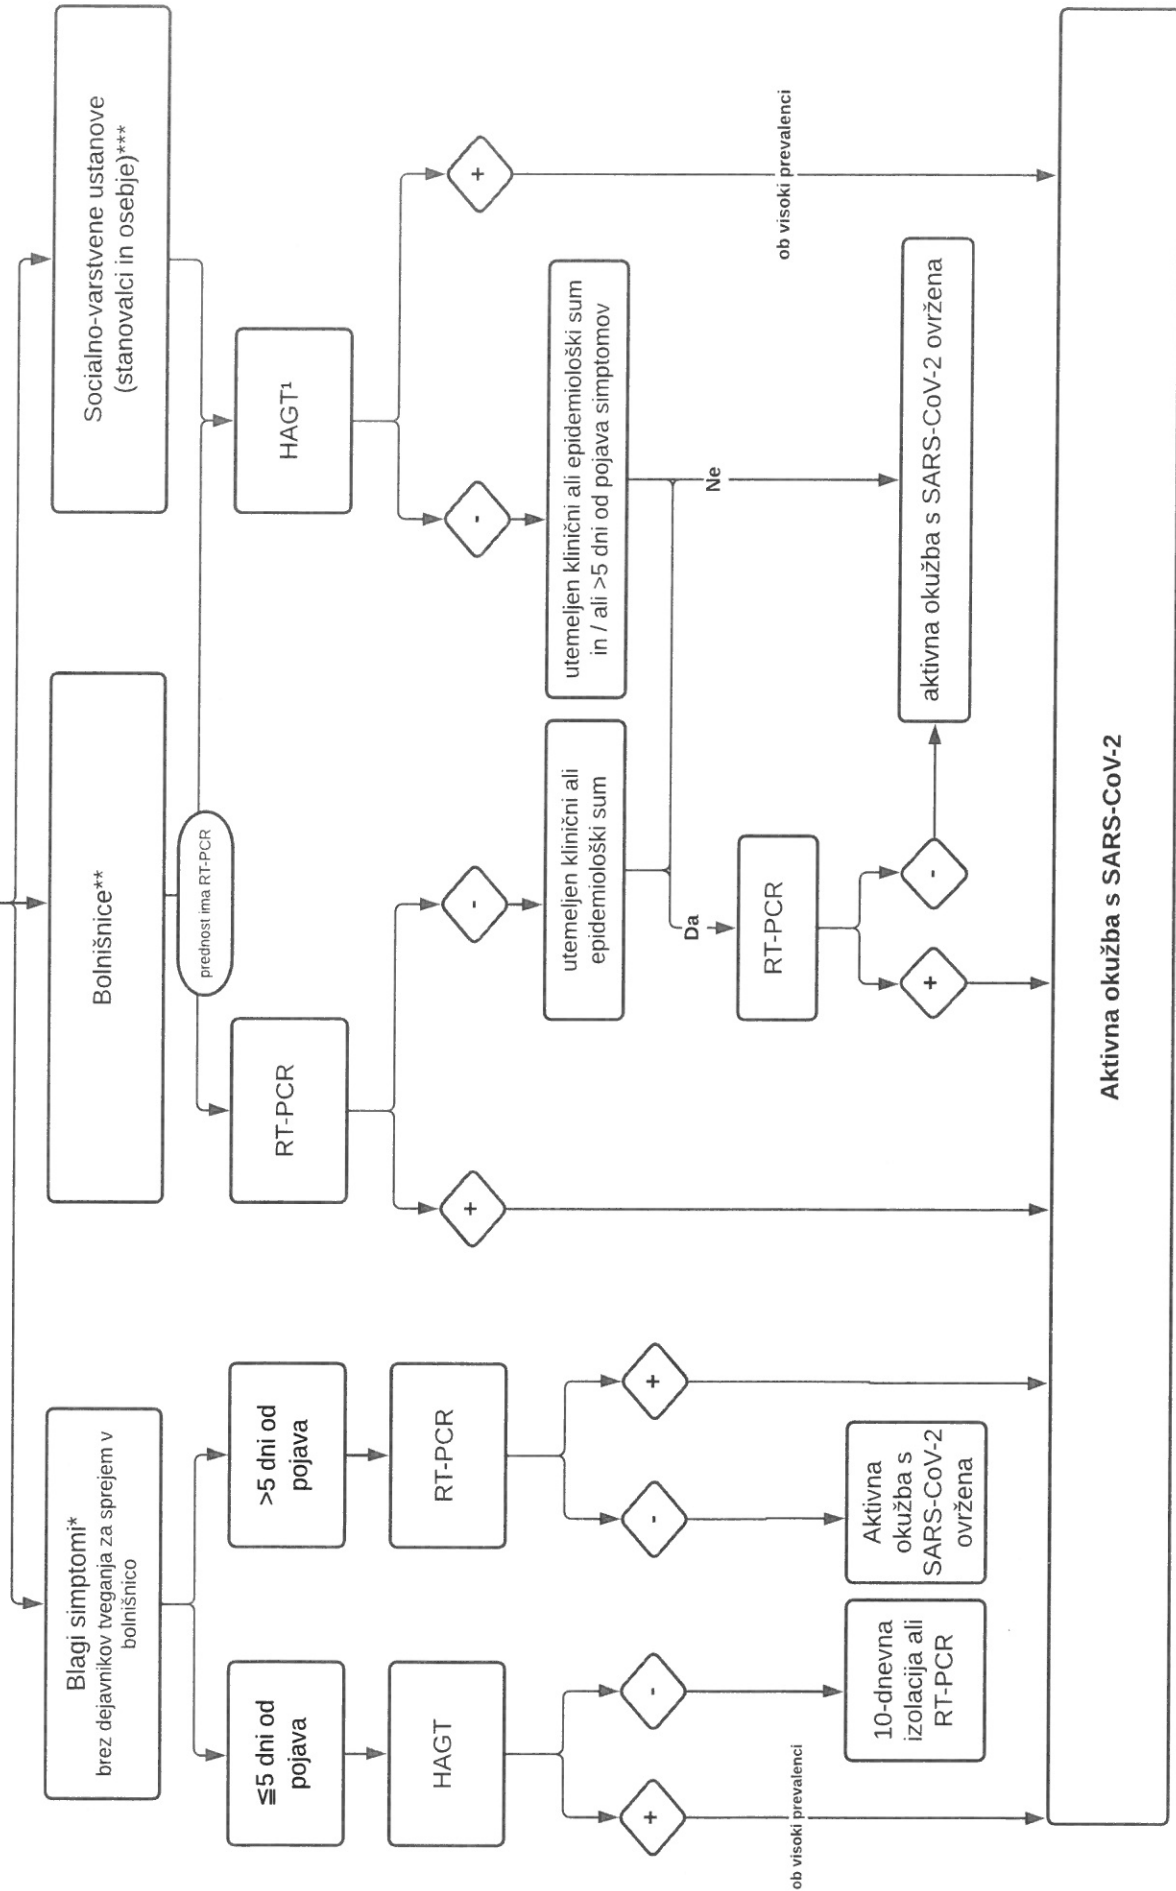 Blagi simptomi*
brez dejavnikov tveganja za sprejem v
bolnišnico
Bolnišnice**
Socialno-varstvene ustanove
(stanovalci in osebje)***
prednost ima RT-PCR
≦5 dni od
pojava
>5 dni od
pojava
RT-PCR
HAGT¹
HAGT
RT-PCR
+
-
-
+
+
-
-
+
utemeljen klinični ali
epidemiološki sum
utemeljen klinični ali epidemiološki sum
in / ali >5 dni od pojava simptomov
Da
Ne
RT-PCR
ob visoki prevalenci
ob visoki prevalenci
10-dnevna
izolacija ali
RT-PCR
Aktivna
okužba s
SARS-CoV-2
ovržena
+
-
aktivna okužba s SARS-CoV-2 ovržena
Aktivna okužba s SARS-CoV-2